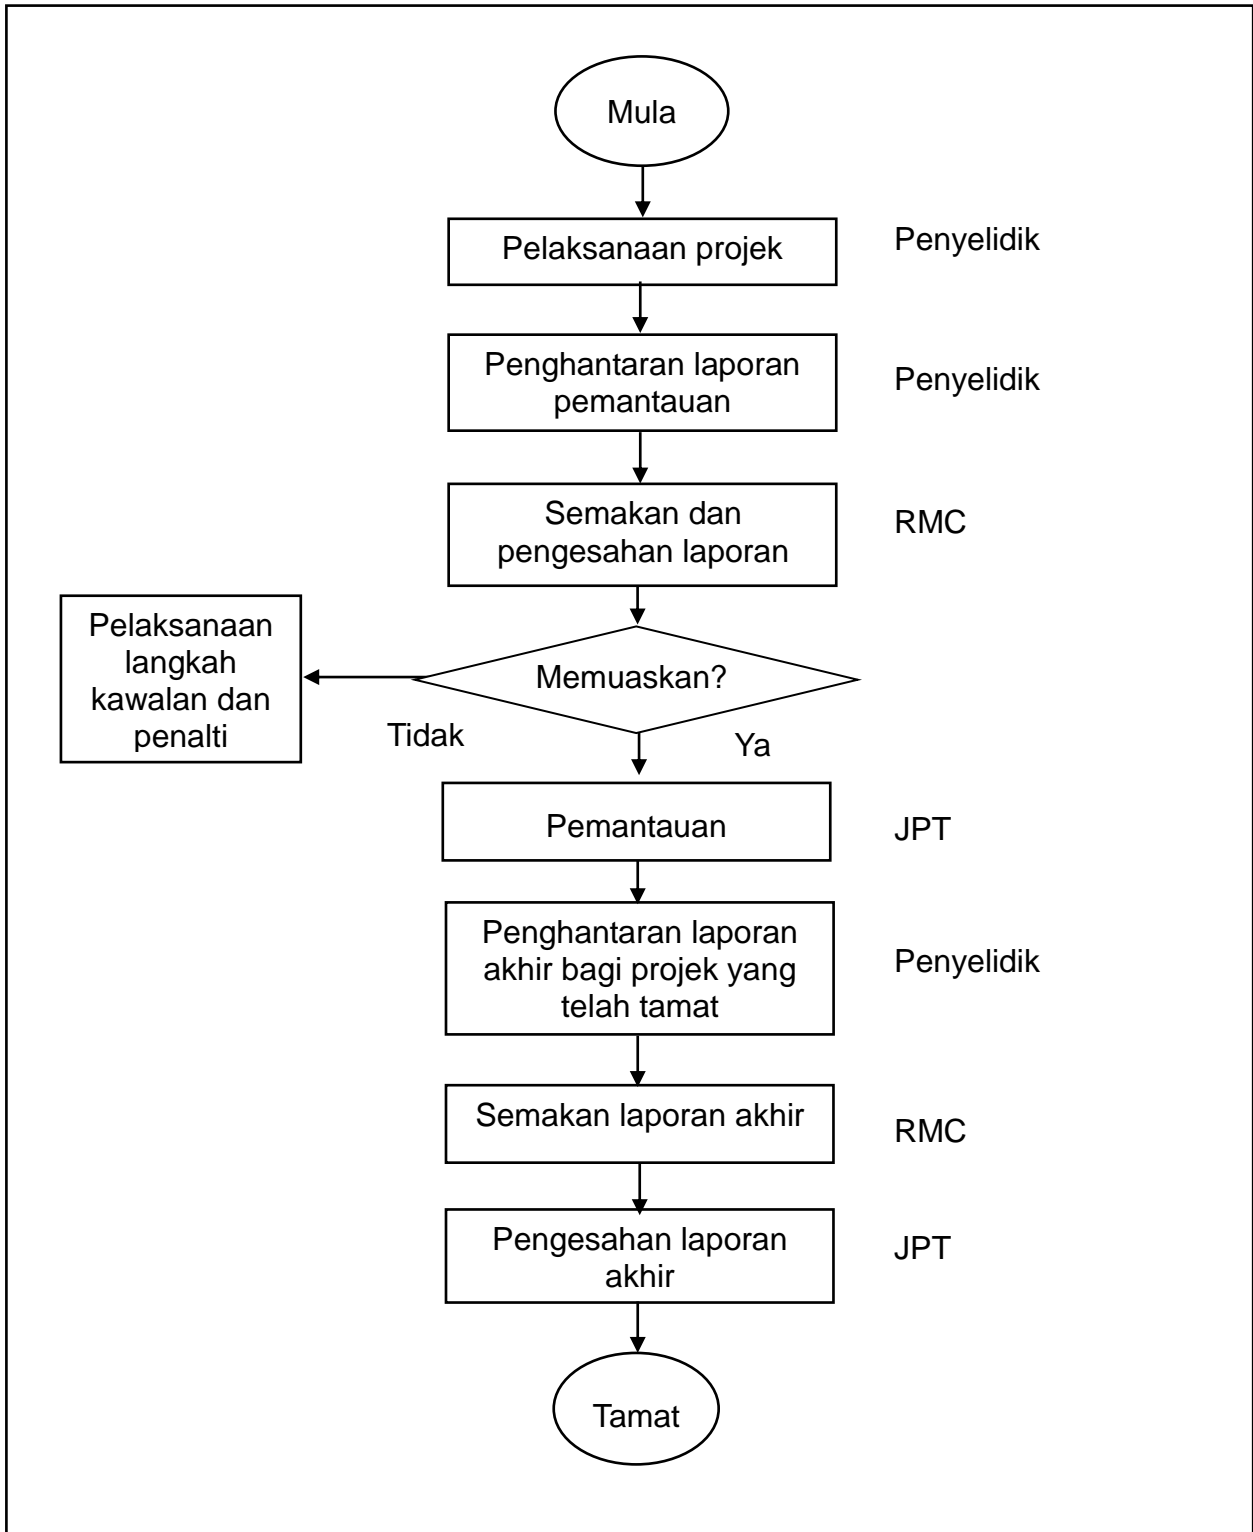 Mula
Pelaksanaan projek
Penyelidik
Penghantaran laporan
pemantauan
Penyelidik
Semakan dan
pengesahan laporan
RMC
Pelaksanaan
langkah
kawalan dan
penalti
Memuaskan?
Tidak
Ya
Pemantauan
JPT
Penghantaran laporan
akhir bagi projek yang
telah tamat
Penyelidik
Semakan laporan akhir
RMC
Pengesahan laporan
akhir
JPT
Tamat